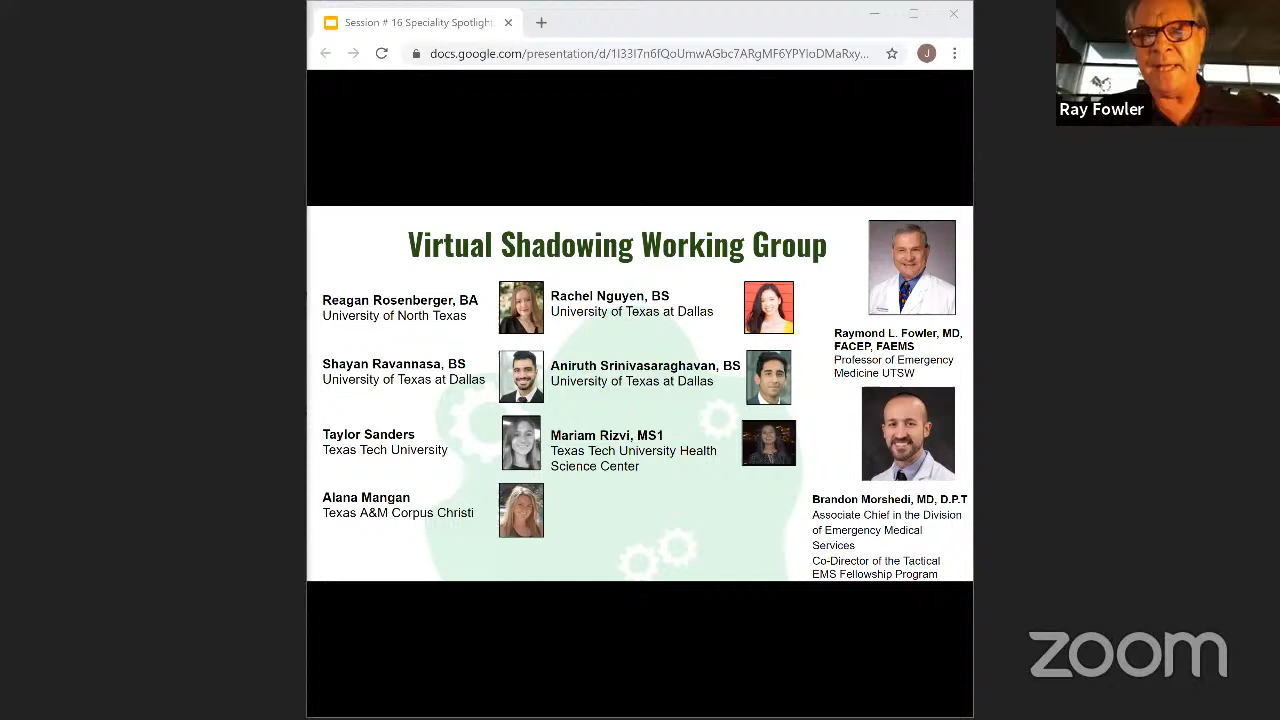 Session # 16 Speciality Spotlight
docs.google.com/presentation/d/1I33I7n6fQoUmwAGbc7ARgMF6YPYIoDMaRxy...
J
Ray Fowler
Virtual Shadowing Working Group
Reagan Rosenberger, BA
University of North Texas
Rachel Nguyen, BS
University of Texas at Dallas
Shayan Ravannasa, BS
University of Texas at Dallas
Aniruth Srinivasaraghavan, BS
University of Texas at Dallas
Taylor Sanders
Texas Tech University
Mariam Rizvi, MS1
Texas Tech University Health
Science Center
Alana Mangan
Texas A&M Corpus Christi
Raymond L. Fowler, MD,
FACEP, FAEMS
Professor of Emergency
Medicine UTSW
Brandon Morshedi, MD, D.P.T
Associate Chief in the Division
of Emergency Medical
Services
Co-Director of the Tactical
EMS Fellowship Program
zoom